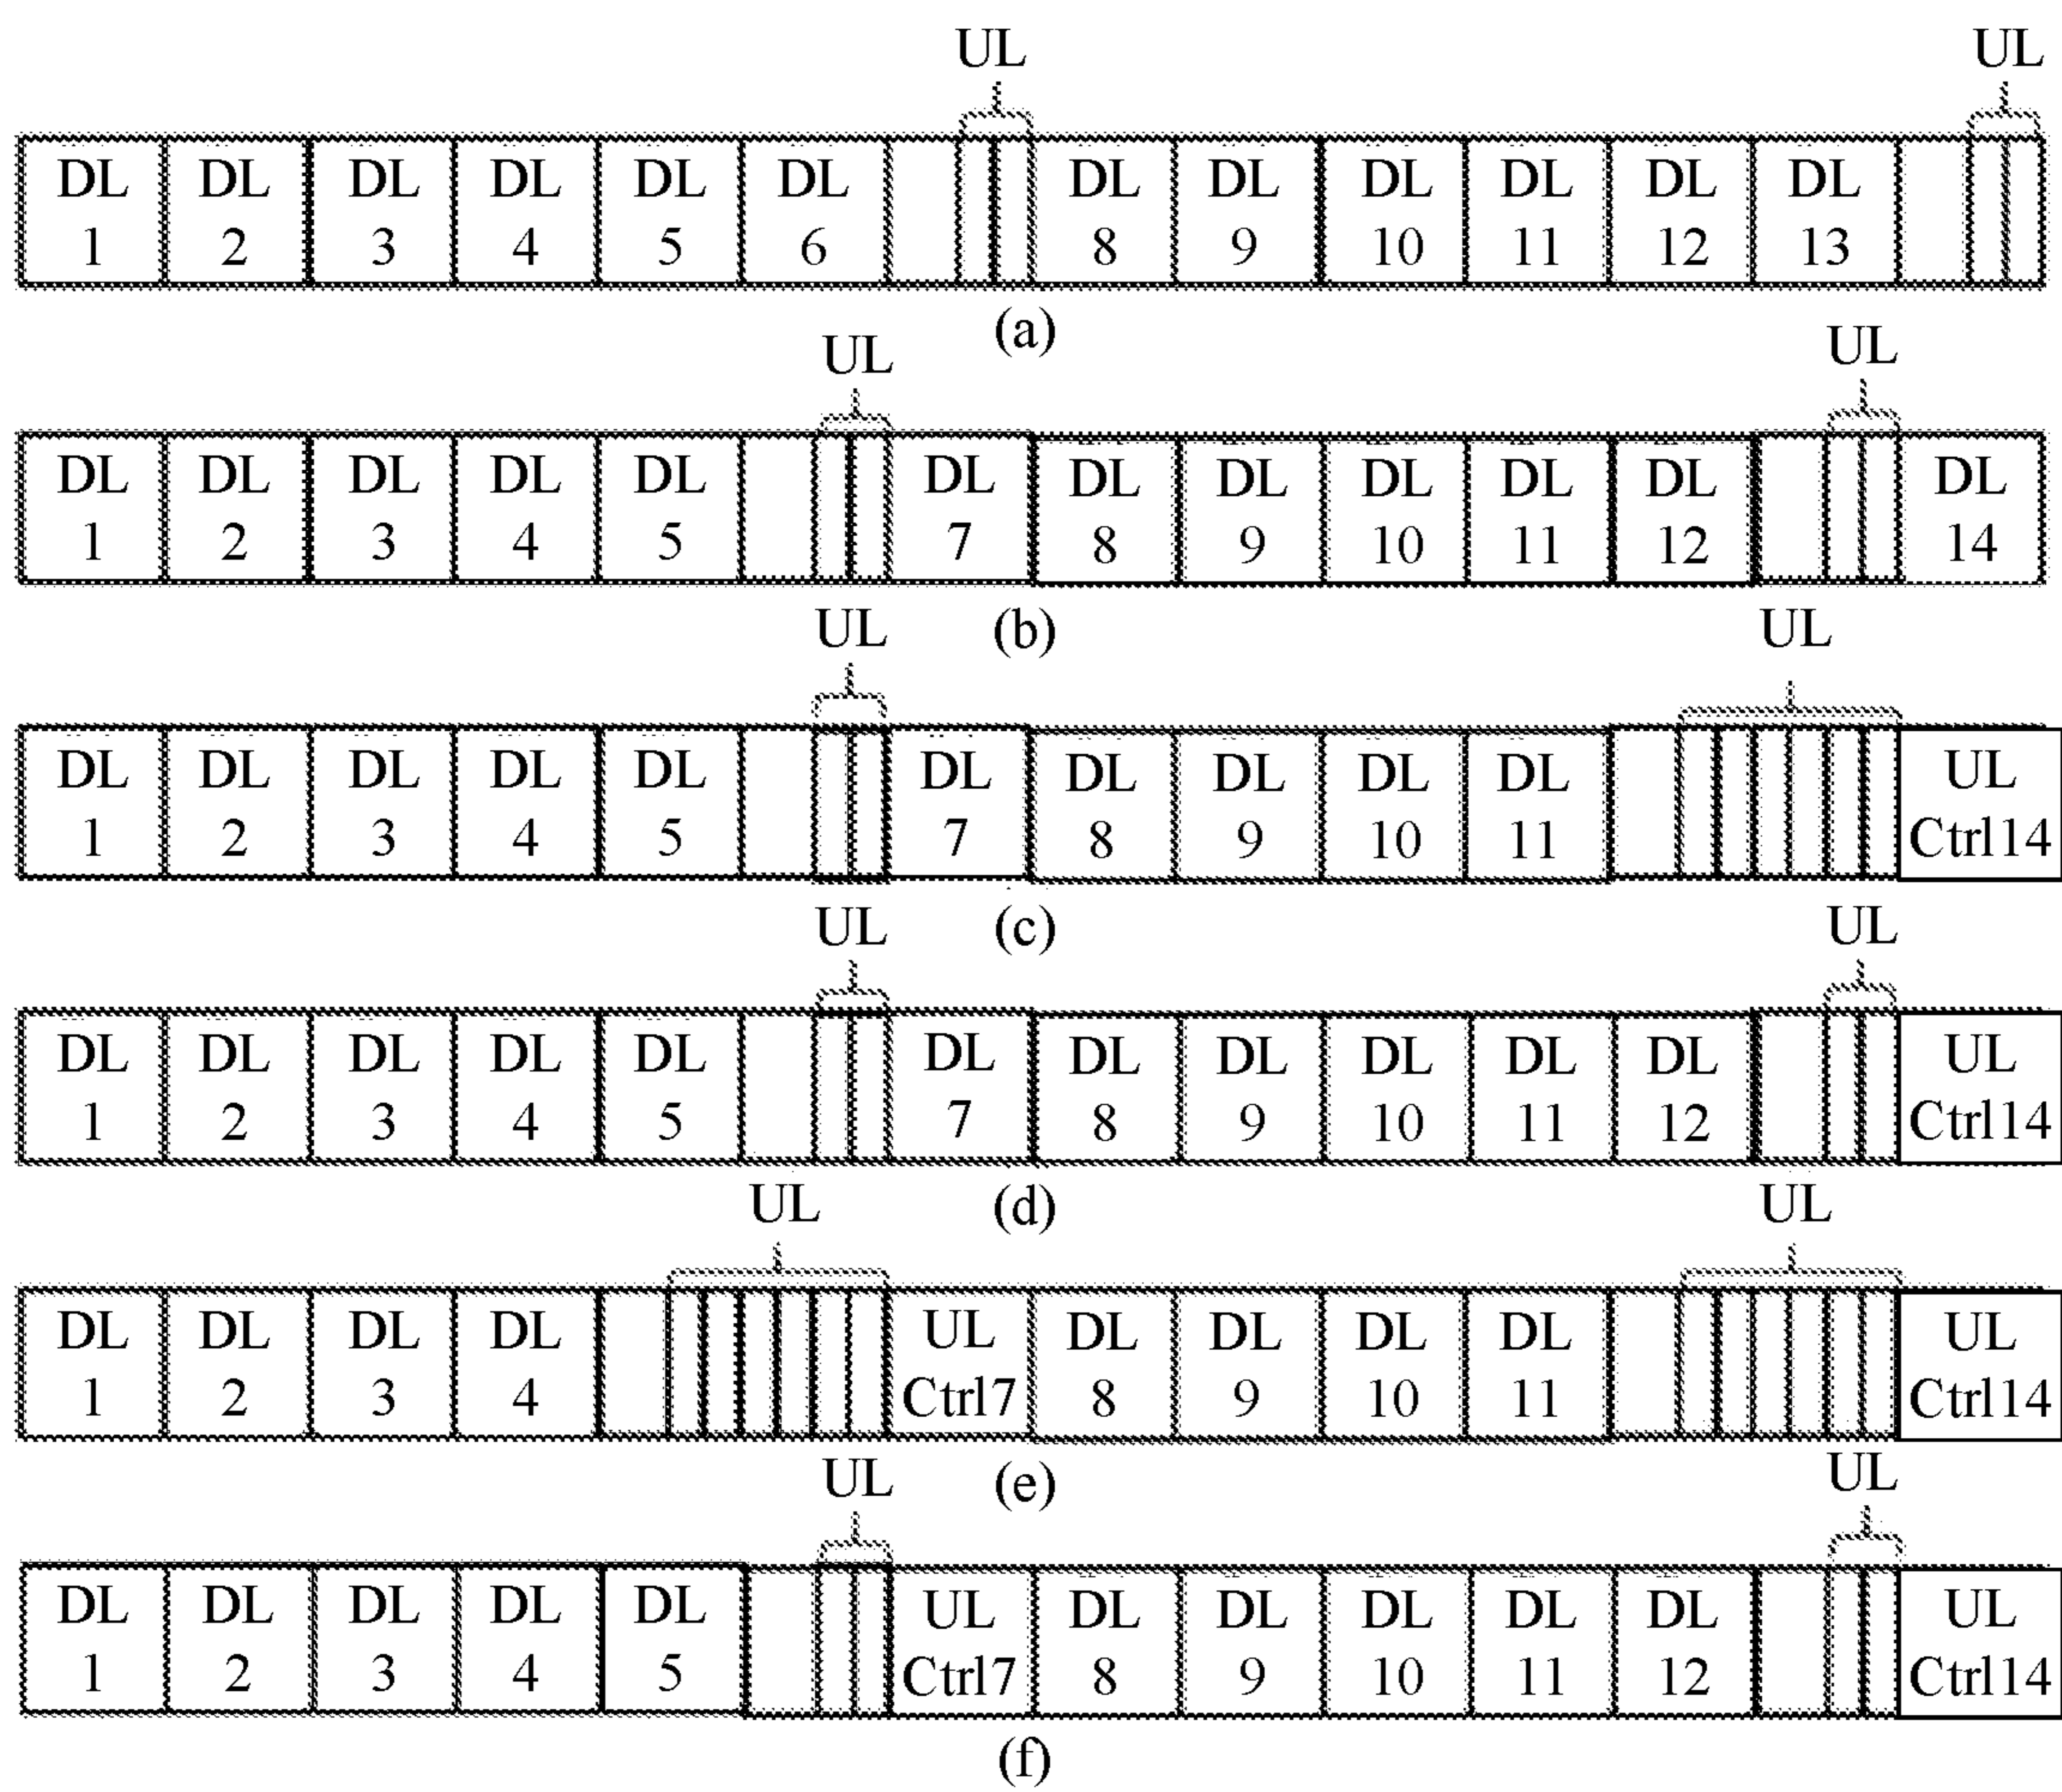 UL UL
DL DL DL DL DL DL DL DL DL DL DL DL
1 2 3 4 5 6 8 9 10 11 12 13
(a)
UL UL
DL DL DL DL DL DL DL DL DL DL DL DL
1 2 3 4 5 7 8 9 10 11 12 14
(b)
UL UL
DL DL DL DL DL DL DL DL DL DL UL
1 2 3 4 5 7 8 9 10 11 Ctrl14
(c)
UL UL
DL DL DL DL DL DL DL DL DL DL DL UL
1 2 3 4 5 7 8 9 10 11 12 Ctrl14
(d)
UL UL
DL DL DL DL UL DL DL DL DL UL
1 2 3 4 Ctrl7 8 9 10 11 Ctrl14
(e)
UL UL
DL DL DL DL DL UL DL DL DL DL DL UL
1 2 3 4 5 Ctrl7 8 9 10 11 12 Ctrl14
(f)